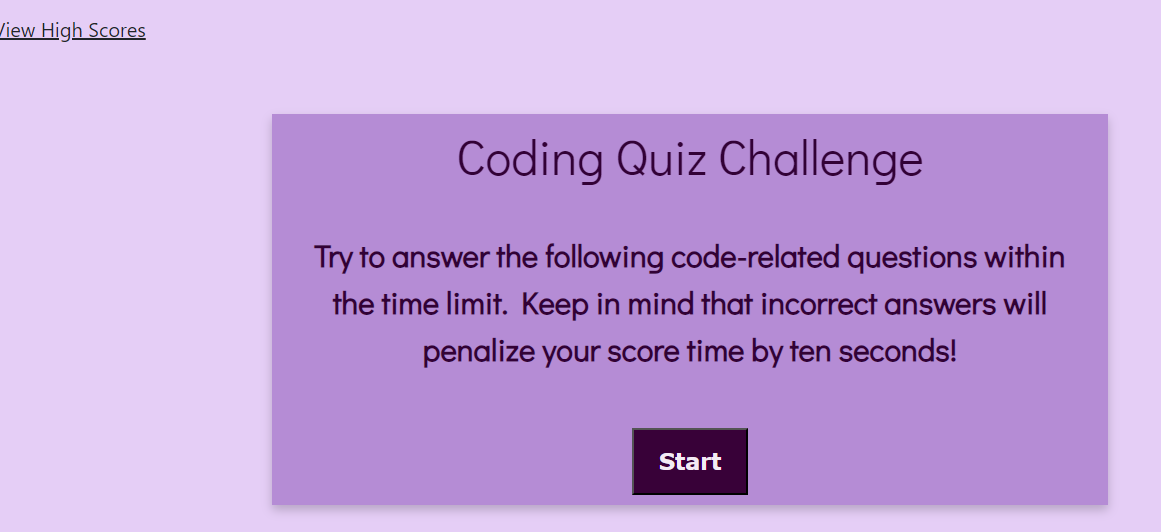 View High Scores
Coding Quiz Challenge
Try to answer the following code-related questions within
the time limit.  Keep in mind that incorrect answers will
penalize your score time by ten seconds!
Start